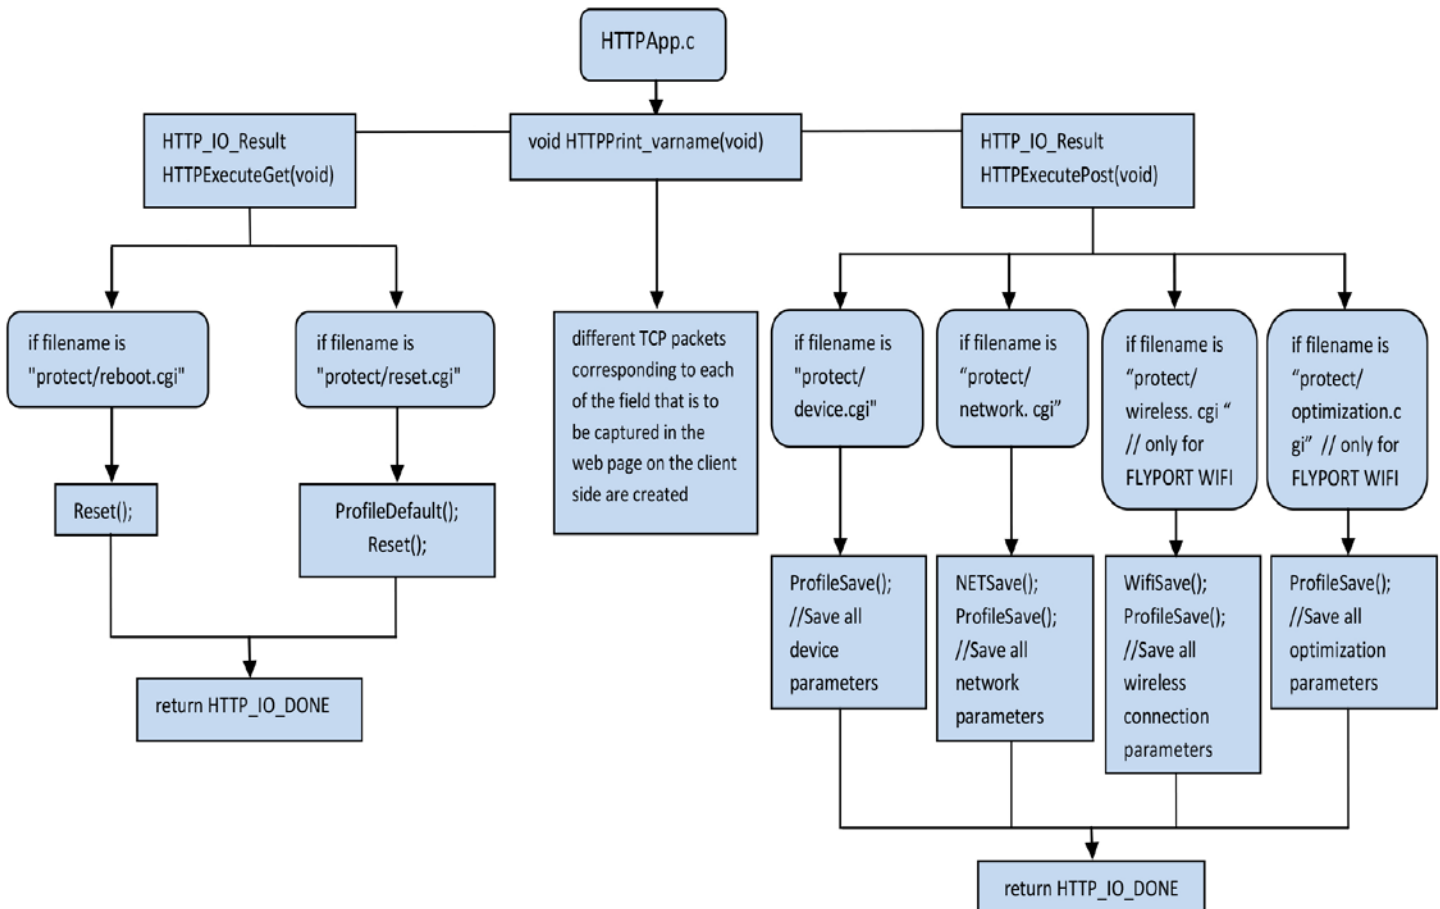 HTTPApp.c
HTTP_IO_Result
HTTPExecuteGet(void)
void HTTPPrint_varname(void)
HTTP_IO_Result
HTTPExecutePost(void)
if filename is
"protect/reboot.cgi"
if filename is
"protect/reset.cgi"
different TCP packets
corresponding to each
of the field that is to
be captured in the
web page on the client
side are created
if filename is
"protect/
device.cgi"
if filename is
“protect/
network. cgi”
if filename is
“protect/
wireless. cgi “
// only for
FLYPORT WIFI
if filename is
“protect/
optimization.c
gi” // only for
FLYPORT WIFI
Reset();
ProfileDefault();
Reset();
ProfileSave();
//Save all
device
parameters
NETSave();
ProfileSave();
//Save all
network
parameters
WifiSave();
ProfileSave();
//Save all
wireless
connection
parameters
ProfileSave();
//Save all
optimization
parameters
return HTTP_IO_DONE
return HTTP_IO_DONE